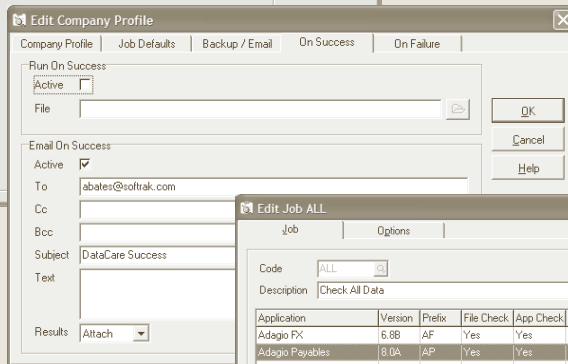 Edit Company Profile
Company Profile Job Defaults Backup / Email On Success On Failure
Run On Success
Active
File
OK
Cancel
Help
Email On Success
Active
To abates@softrak.com
Cc
Bcc
Subject DataCare Success
Text
Results Attach
Edit Job ALL
Job Options
Code ALL
Description Check All Data
Application Version Prefix File Check App Check
Adagio FX 6.8B AF Yes Yes
Adagio Payables 8.0A AP Yes Yes